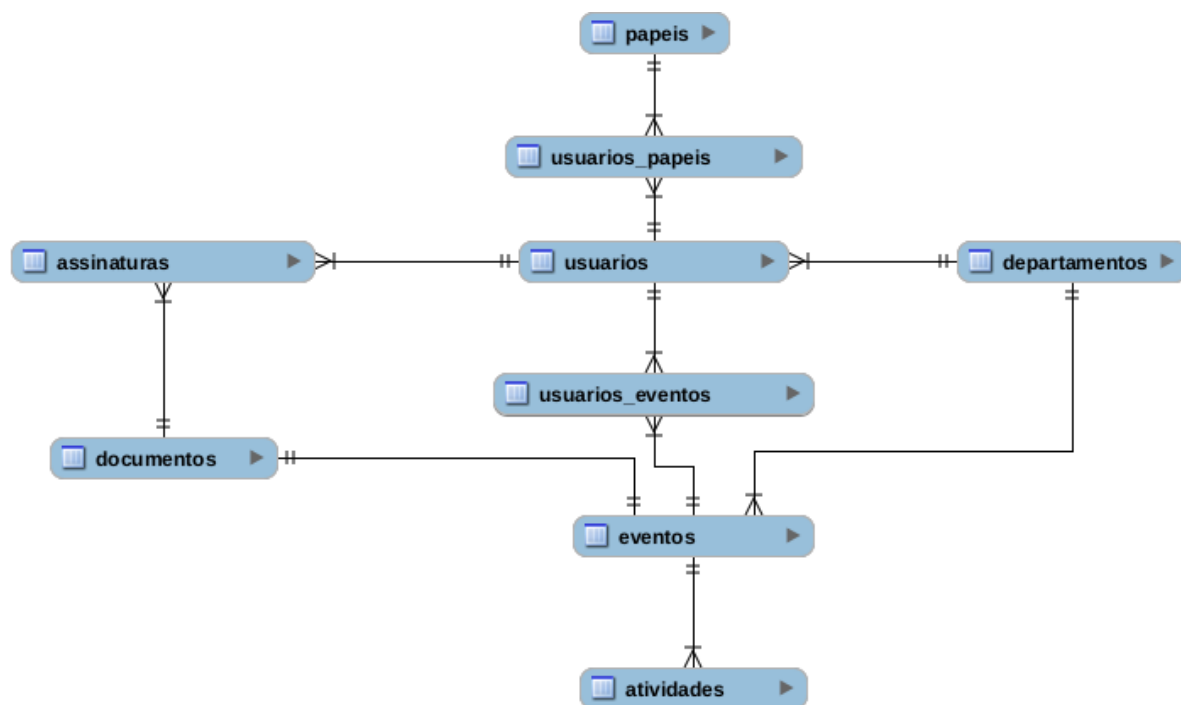 papeis
usuarios_papeis
assinaturas
usuarios
departamentos
usuarios_eventos
documentos
eventos
atividades